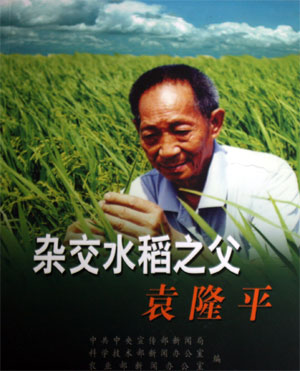 杂交水稻之父
袁隆平
中共中央宣传部新闻局
科学技术部新闻办公室
农业部新闻办公室
编